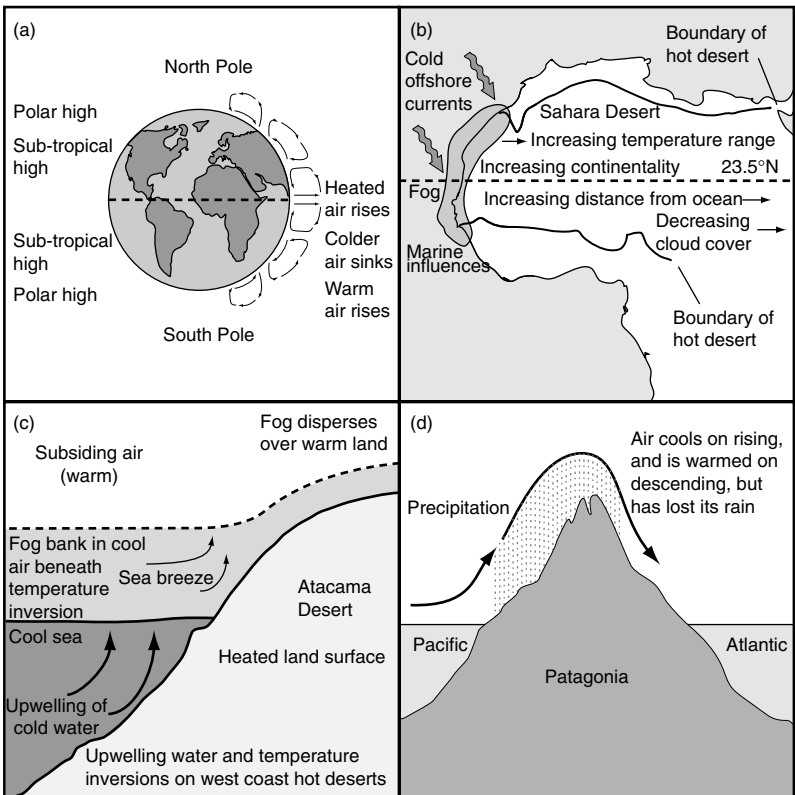 (a)
North Pole
Polar high
Sub-tropical
high
Heated
air rises
Sub-tropical
high
Colder
air sinks
Polar high
Warm
air rises
South Pole
(b)
Boundary of
hot desert
Cold
offshore
currents
Sahara Desert
Increasing temperature range
Increasing continentality
23.5°N
Fog
Increasing distance from ocean
Decreasing
cloud cover
Marine
influences
Boundary of
hot desert
(c)
Fog disperses
over warm land
Subsiding air
(warm)
Fog bank in cool
air beneath
temperature
inversion
Sea breeze
Atacama
Desert
Cool sea
Heated land surface
Upwelling of
cold water
Upwelling water and temperature
inversions on west coast hot deserts
(d)
Air cools on rising,
and is warmed on
descending, but
has lost its rain
Precipitation
Pacific
Atlantic
Patagonia